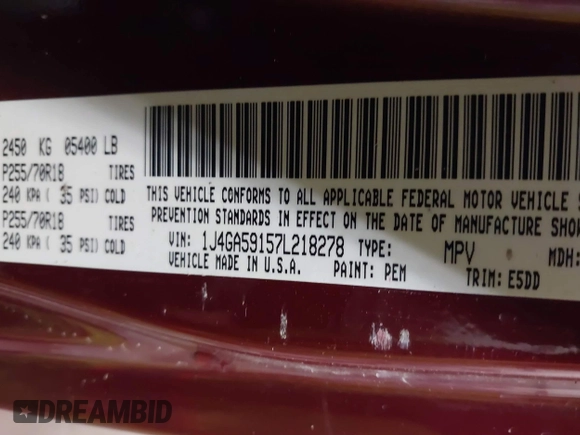 2450 KG 05400 LB
P255/70R18 TIRES
240 KPA ( 35 PSI) COLD
P255/70R18 TIRES
240 KPA ( 35 PSI) COLD
THIS VEHICLE CONFORMS TO ALL APPLICABLE FEDERAL MOTOR VEHICLE S
PREVENTION STANDARDS IN EFFECT ON THE DATE OF MANUFACTURE SHOW
VIN: 1J4GA59157L218278 TYPE: MPV MDH:
VEHICLE MADE IN U.S.A. PAINT: PEM TRIM: E5DD
DREAMBID